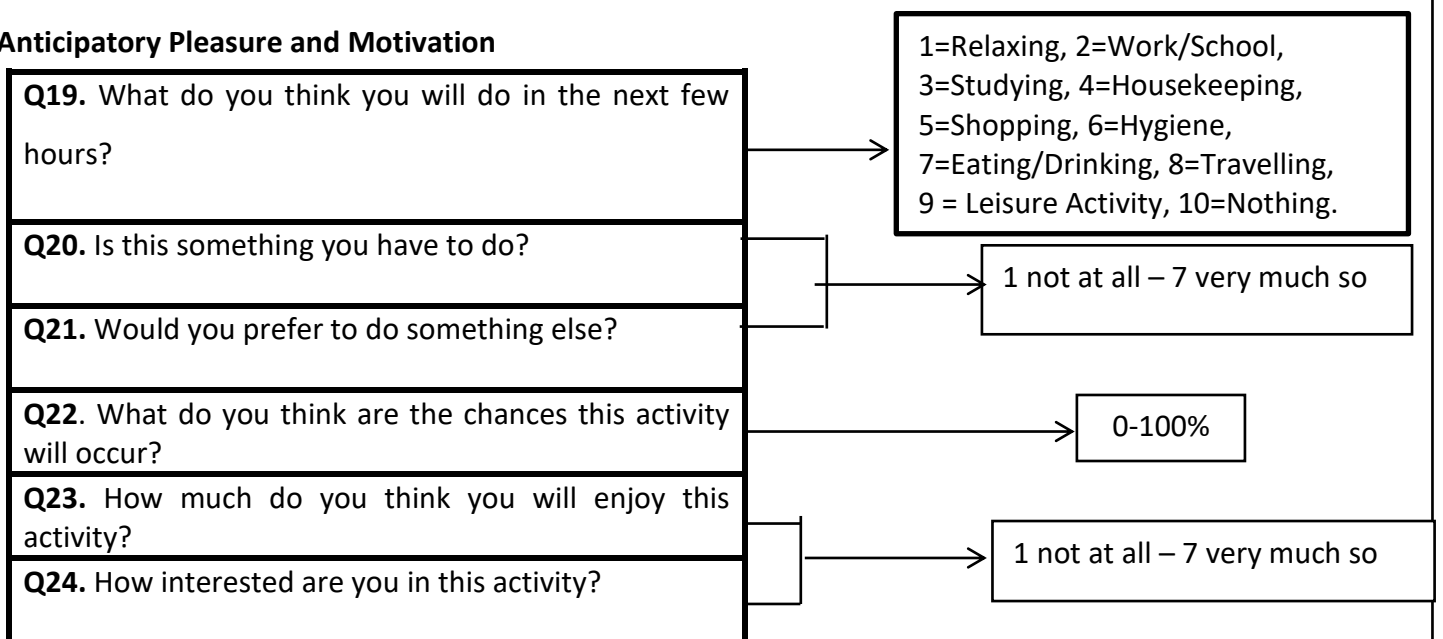 Anticipatory Pleasure and Motivation
Q19. What do you think you will do in the next few
hours?
1=Relaxing, 2=Work/School,
3=Studying, 4=Housekeeping,
5=Shopping, 6=Hygiene,
7=Eating/Drinking, 8=Travelling,
9 = Leisure Activity, 10=Nothing.
Q20. Is this something you have to do?
Q21. Would you prefer to do something else?
1 not at all – 7 very much so
Q22. What do you think are the chances this activity
will occur?
0-100%
Q23. How much do you think you will enjoy this
activity?
Q24. How interested are you in this activity?
1 not at all – 7 very much so